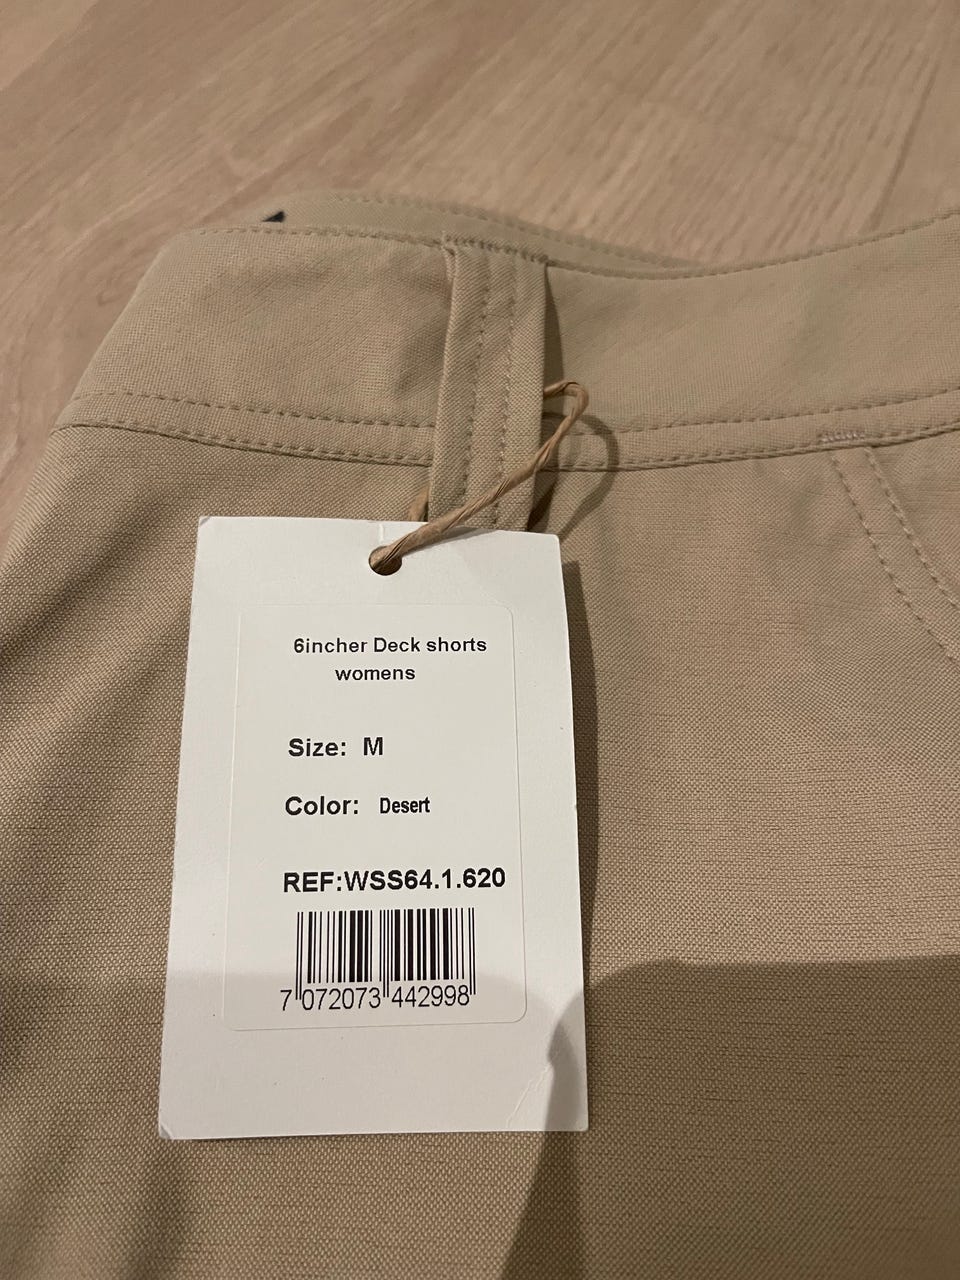 6incher Deck shorts
womens
Size: M
Color: Desert
REF:WSS64.1.620
7 072073 442998